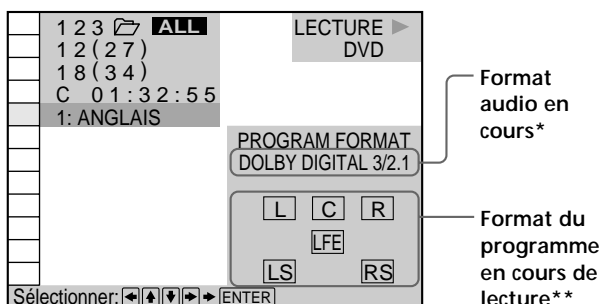 1 2 3 ALL
1 2 ( 2 7 )
1 8 ( 3 4 )
C 0 1 : 3 2 : 5 5
1: ANGLAIS
LECTURE
DVD
PROGRAM FORMAT
DOLBY DIGITAL 3/2.1
L C R
LFE
LS RS
Sélectionner: ENTER
Format
audio en
cours*
Format du
programme
en cours de
lecture**